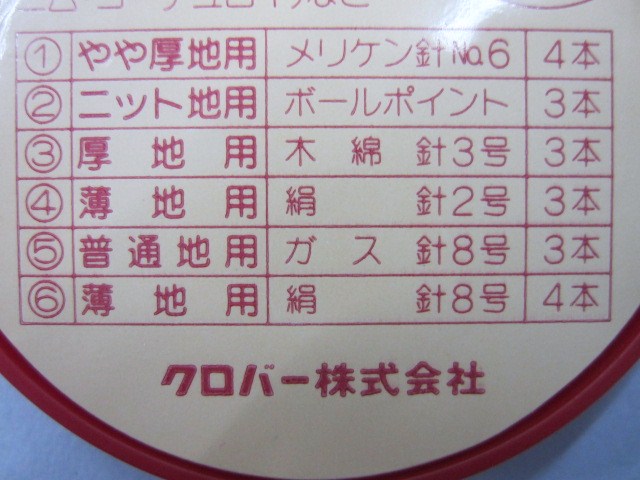 ① やや厚地用 メリケン針No.6 4本
② ニット地用 ボールポイント 3本
③ 厚地用 木綿針3号 3本
④ 薄地用 絹針2号 3本
⑤ 普通地用 ガス針8号 3本
⑥ 薄地用 絹針8号 4本
クロバー株式会社